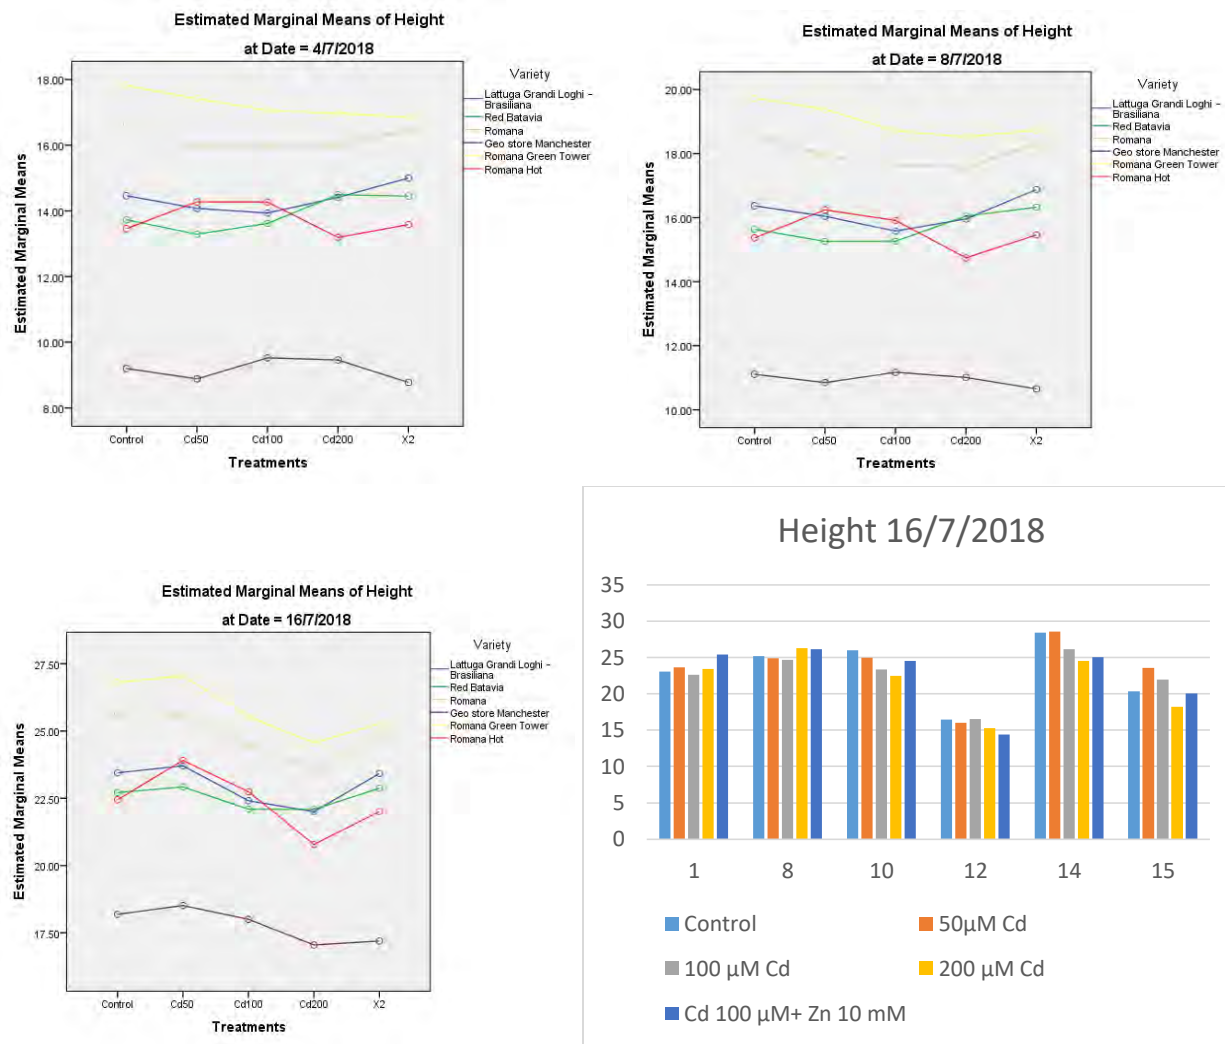 Estimated Marginal Means of Height
at Date = 4/7/2018
Estimated Marginal Means
18.00
16.00
14.00
12.00
10.00
8.00
Control
Cd50
Cd100
Cd200
X2
Treatments
Variety
Lattuga Grandi Loghi –
Brasiliana
Red Batavia
Romana
Geo store Manchester
Romana Green Tower
Romana Hot
Estimated Marginal Means of Height
at Date = 8/7/2018
Estimated Marginal Means
20.00
18.00
16.00
14.00
12.00
10.00
Control
Cd50
Cd100
Cd200
X2
Treatments
Variety
Lattuga Grandi Loghi –
Brasiliana
Red Batavia
Romana
Geo store Manchester
Romana Green Tower
Romana Hot
Estimated Marginal Means of Height
at Date = 16/7/2018
Estimated Marginal Means
27.50
25.00
22.50
20.00
17.50
Control
Cd50
Cd100
Cd200
X2
Treatments
Variety
Lattuga Grandi Loghi –
Brasiliana
Red Batavia
Romana
Geo store Manchester
Romana Green Tower
Romana Hot
Height 16/7/2018
35
30
25
20
15
10
5
0
1
8
10
12
14
15
Control
50µM Cd
100 µM Cd
200 µM Cd
Cd 100 µM+ Zn 10 mM